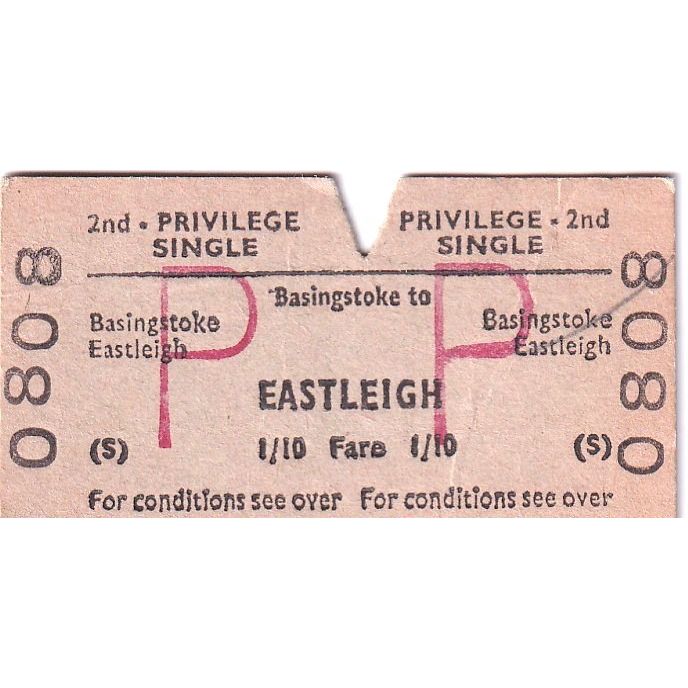 2nd • PRIVILEGE SINGLE
PRIVILEGE • 2nd SINGLE
Basingstoke to
Basingstoke
Eastleigh
Basingstoke
Eastleigh
P P
EASTLEIGH
(S) 1/10 Fare 1/10 (S)
For conditions see over For conditions see over
0808
0808